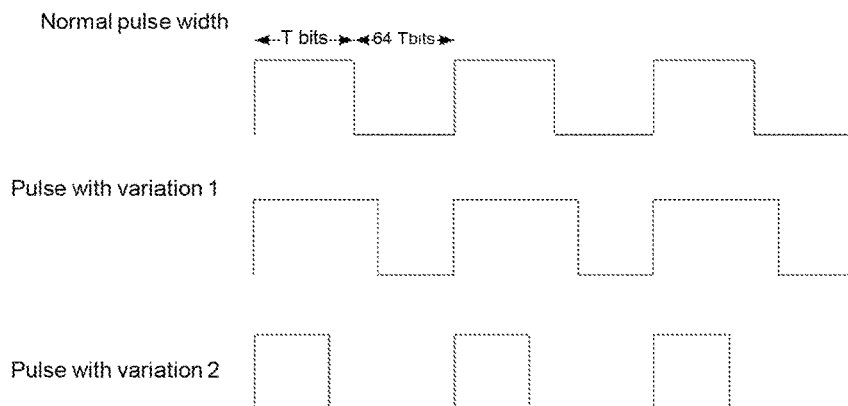 Normal pulse width
T bits
64 Tbits
Pulse with variation 1
Pulse with variation 2